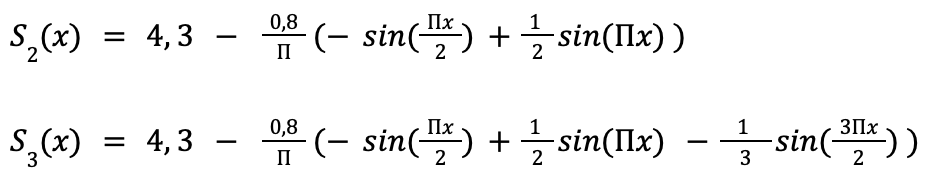 S₂(x) = 4,3 − 0,8/Π (− sin(Πx/2) + 1/2 sin(Πx) )
S₃(x) = 4,3 − 0,8/Π (− sin(Πx/2) + 1/2 sin(Πx) − 1/3 sin(3Πx/2) )